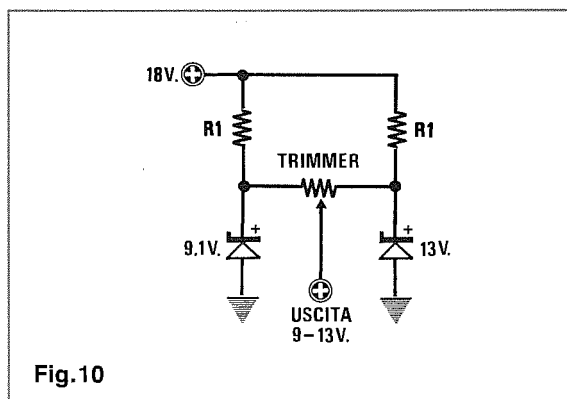 18V.
R1
R1
TRIMMER
9,1V.
13V.
USCITA
9-13V.
Fig.10